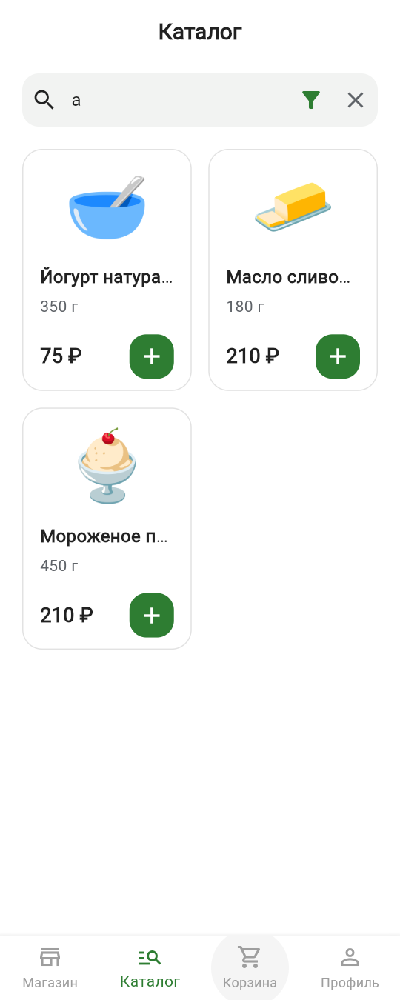 Каталог
а
Йогурт натура...
350 г
75 ₽
Масло сливо...
180 г
210 ₽
Мороженое п...
450 г
210 ₽
Магазин
Каталог
Корзина
Профиль